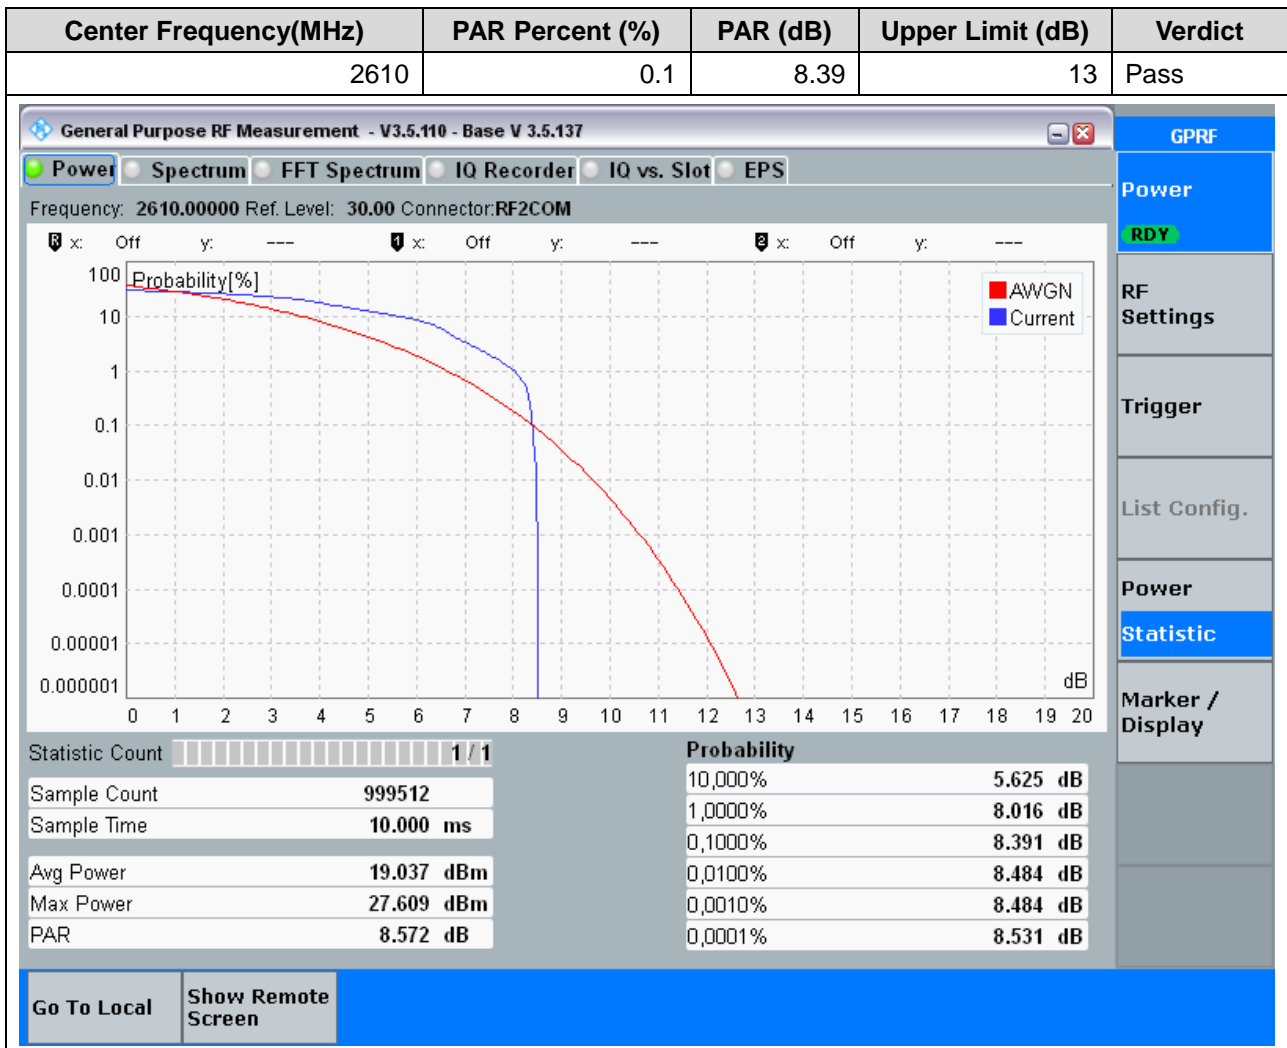 Center Frequency(MHz) PAR Percent (%) PAR (dB) Upper Limit (dB) Verdict
2610 0.1 8.39 13 Pass
General Purpose RF Measurement - V3.5.110 - Base V 3.5.137
GPRF
Power Spectrum FFT Spectrum IQ Recorder IQ vs. Slot EPS
Frequency: 2610.00000 Ref. Level: 30.00 Connector:RF2COM
Power
RDY
R x: Off y: --- 1 x: Off y: --- 2 x: Off y: ---
Probability[%]
AWGN
Current
100
10
1
0.1
0.01
0.001
0.0001
0.00001
0.000001
dB
0 1 2 3 4 5 6 7 8 9 10 11 12 13 14 15 16 17 18 19 20
RF
Settings
Trigger
List Config.
Power
Statistic
Marker /
Display
Statistic Count 1 / 1
Sample Count 999512
Sample Time 10.000 ms
Avg Power 19.037 dBm
Max Power 27.609 dBm
PAR 8.572 dB
Probability
10,000% 5.625 dB
1,0000% 8.016 dB
0,1000% 8.391 dB
0,0100% 8.484 dB
0,0010% 8.484 dB
0,0001% 8.531 dB
Go To Local
Show Remote
Screen